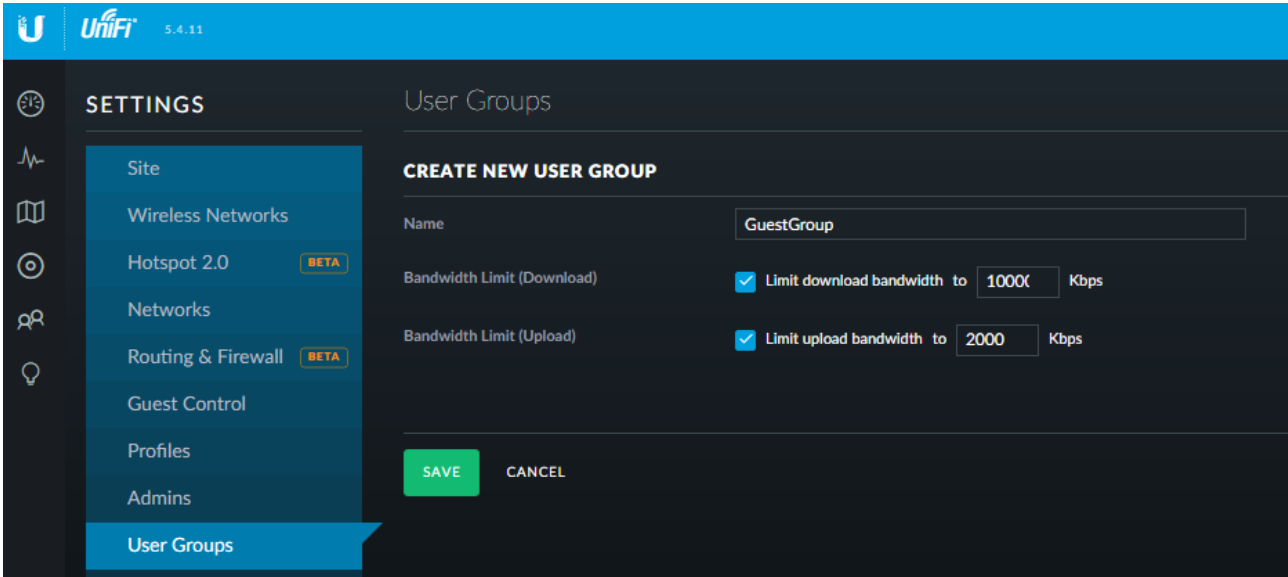 UniFi 5.4.11
SETTINGS
Site
Wireless Networks
Hotspot 2.0 BETA
Networks
Routing & Firewall BETA
Guest Control
Profiles
Admins
User Groups
User Groups
CREATE NEW USER GROUP
Name GuestGroup
Bandwidth Limit (Download) Limit download bandwidth to 10000 Kbps
Bandwidth Limit (Upload) Limit upload bandwidth to 2000 Kbps
SAVE CANCEL